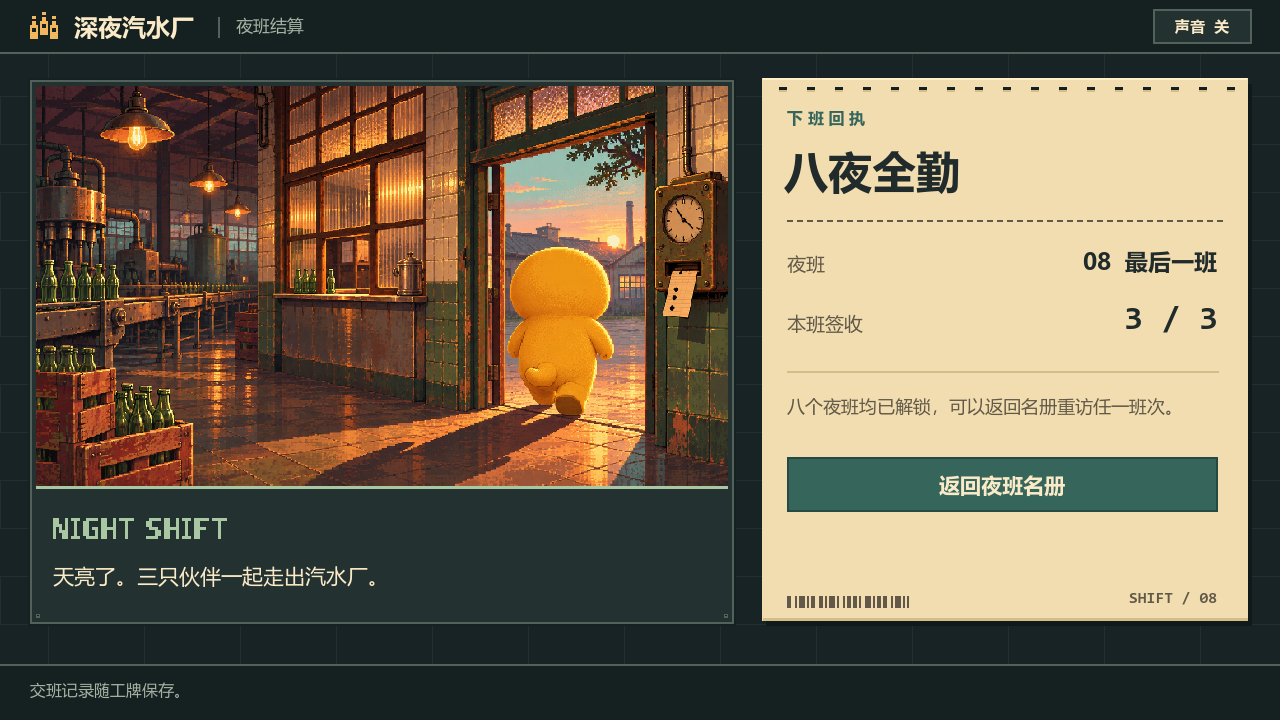 深夜汽水厂
夜班结算
声音 关
NIGHT SHIFT
天亮了。三只伙伴一起走出汽水厂。
下班回执
八夜全勤
夜班
08 最后一班
本班签收
3 / 3
八个夜班均已解锁，可以返回名册重访任一班次。
返回夜班名册
SHIFT / 08
交班记录随工牌保存。